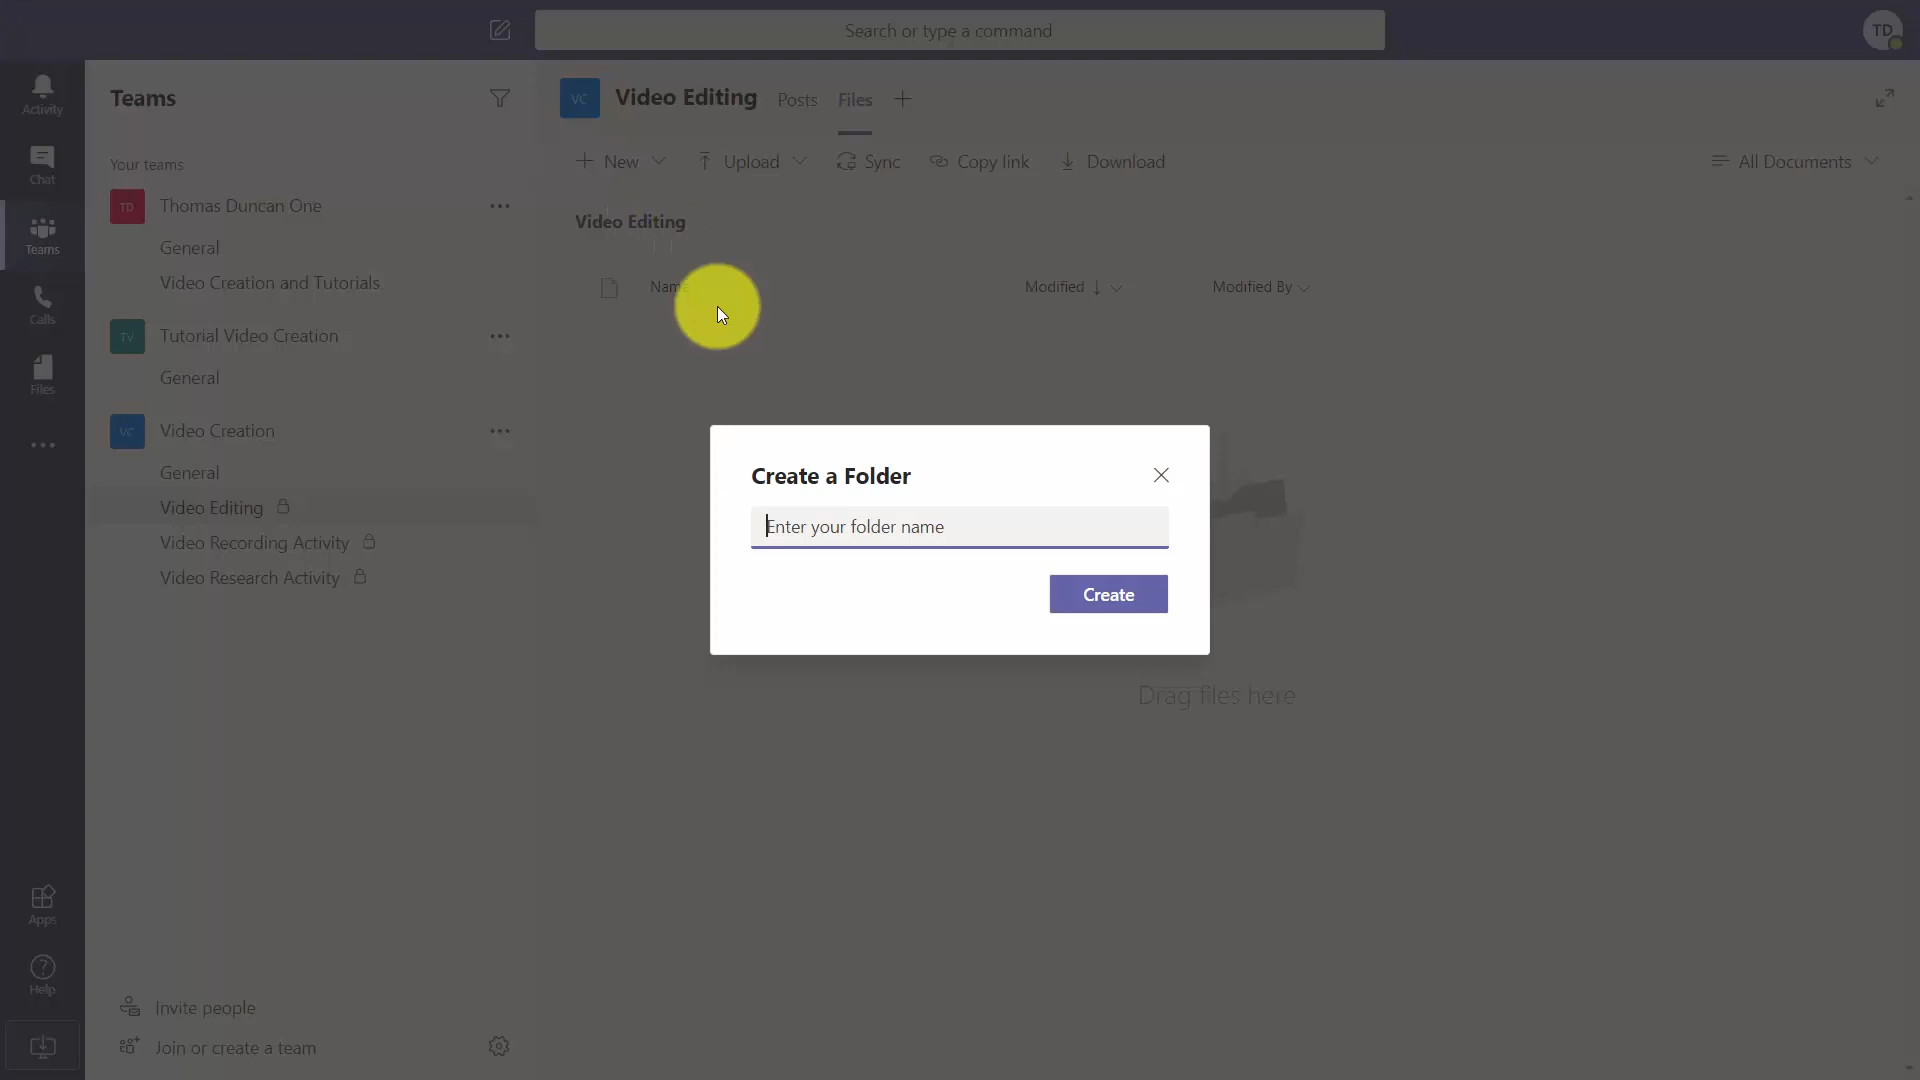 Search or type a command
TD
Activity
Chat
Teams
Calls
Files
Apps
Help
Teams
Your teams
TD Thomas Duncan One
General
Video Creation and Tutorials
TV Tutorial Video Creation
General
VC Video Creation
General
Video Editing
Video Recording Activity
Video Research Activity
Invite people
Join or create a team
VC Video Editing Posts Files
New Upload Sync Copy link Download All Documents
Video Editing
Name Modified Modified By
Create a Folder
Enter your folder name
Create
Drag files here